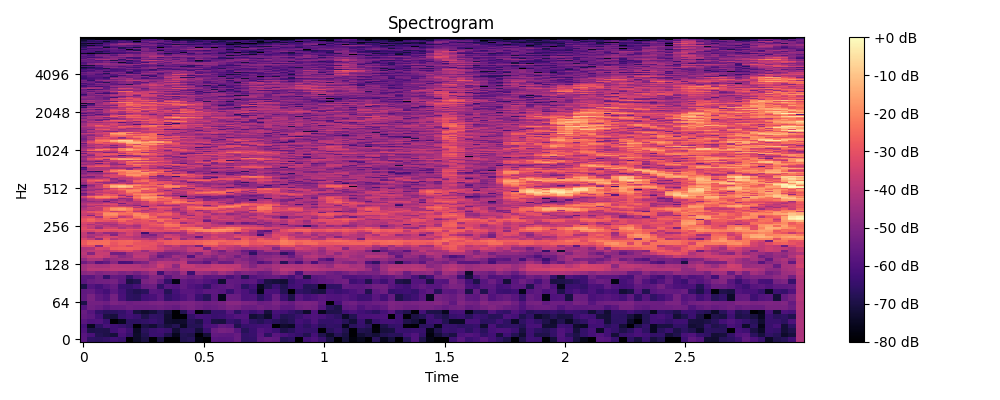 Spectrogram
Hz
4096
2048
1024
512
256
128
64
0
0
0.5
1
1.5
2
2.5
Time
+0 dB
-10 dB
-20 dB
-30 dB
-40 dB
-50 dB
-60 dB
-70 dB
-80 dB